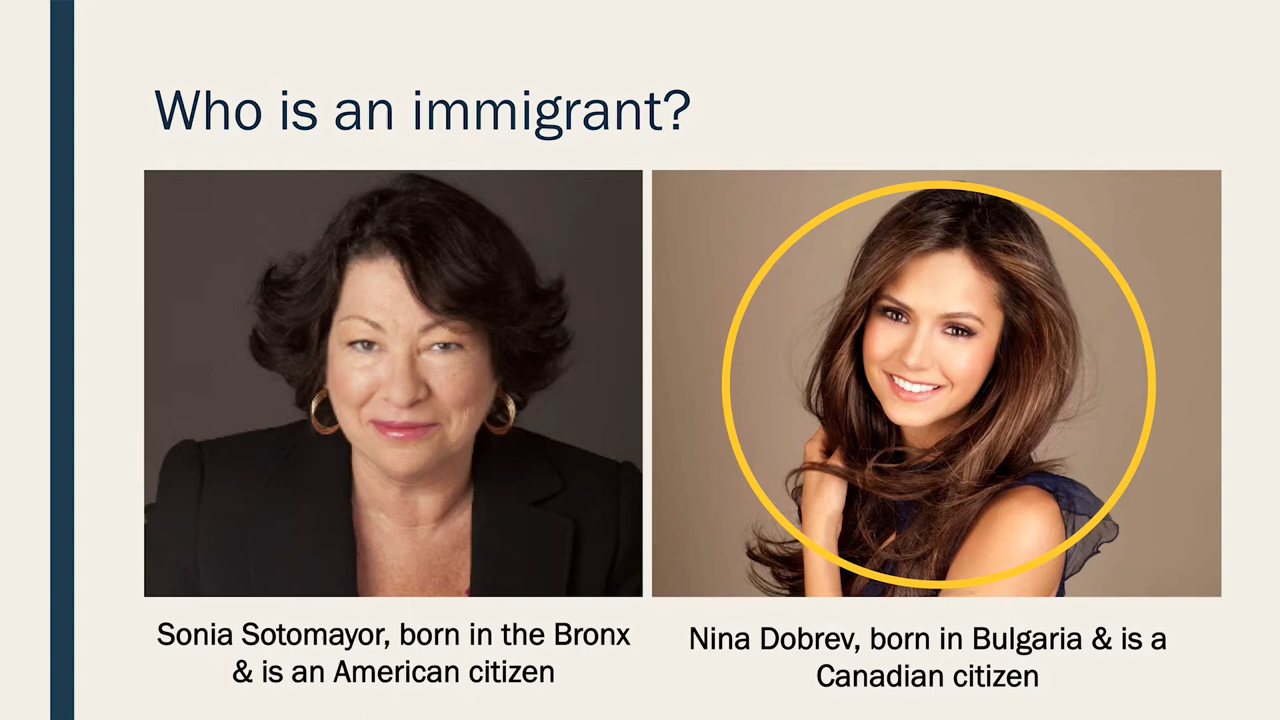 Who is an immigrant?
Sonia Sotomayor, born in the Bronx
& is an American citizen
Nina Dobrev, born in Bulgaria & is a
Canadian citizen